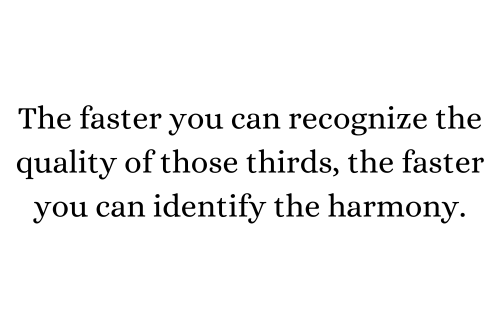 The faster you can recognize the
quality of those thirds, the faster
you can identify the harmony.